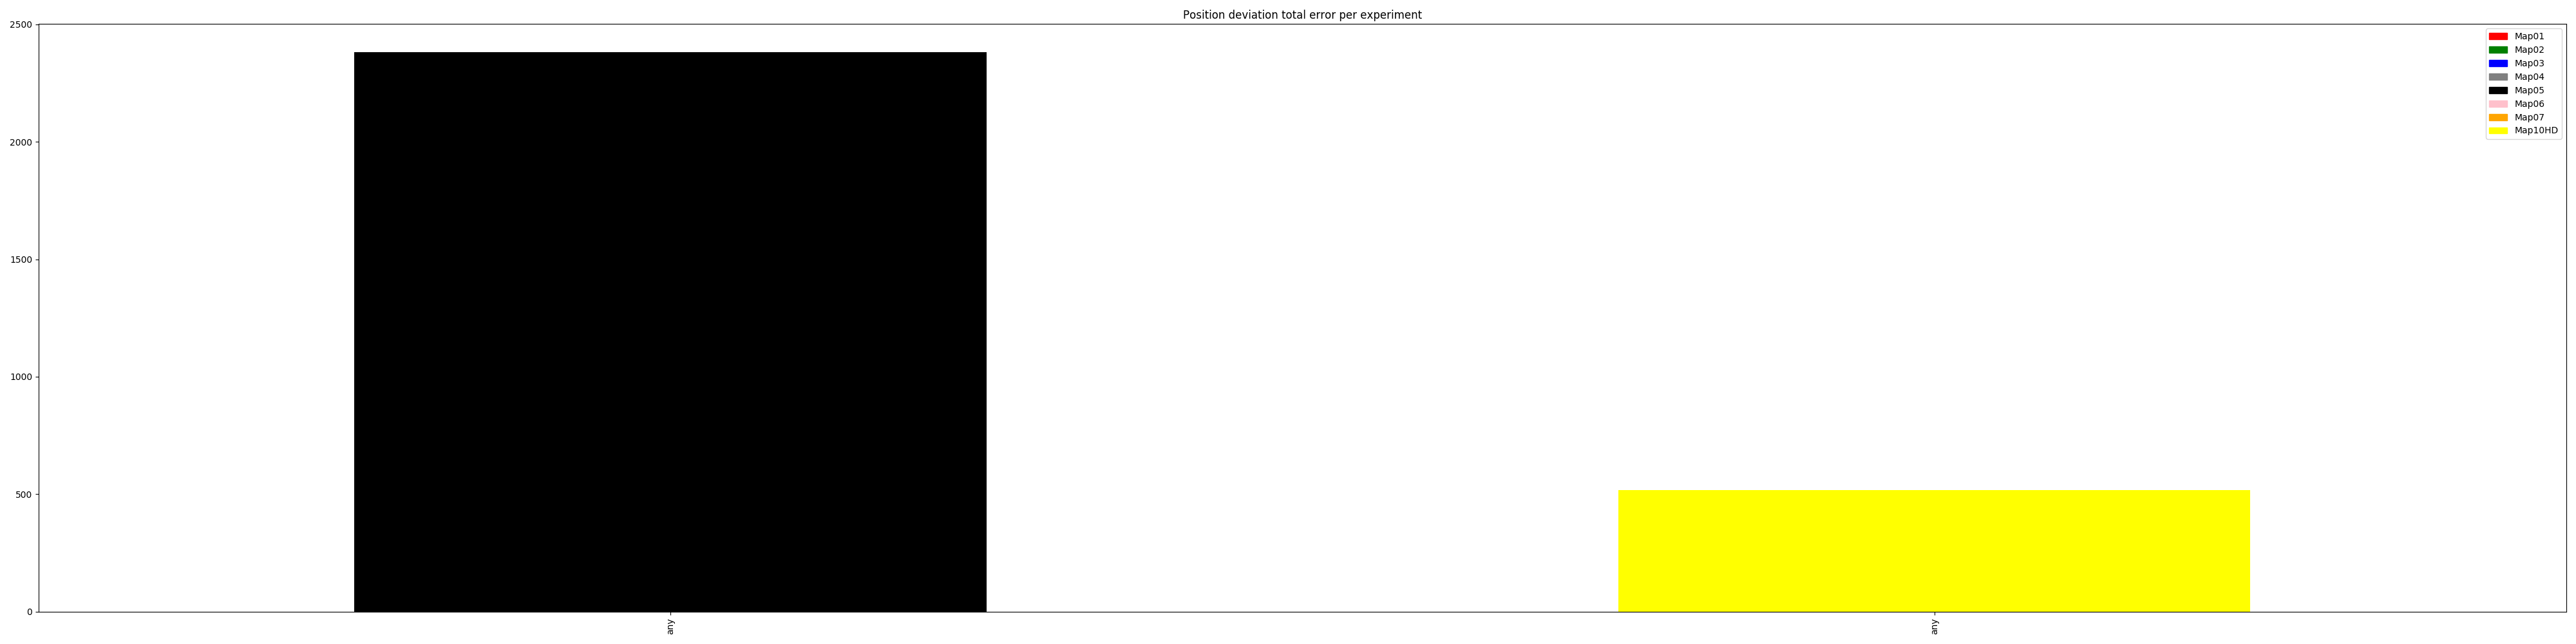 Position deviation total error per experiment
2500
2000
1500
1000
500
0
Map01
Map02
Map03
Map04
Map05
Map06
Map07
Map10HD
any
any